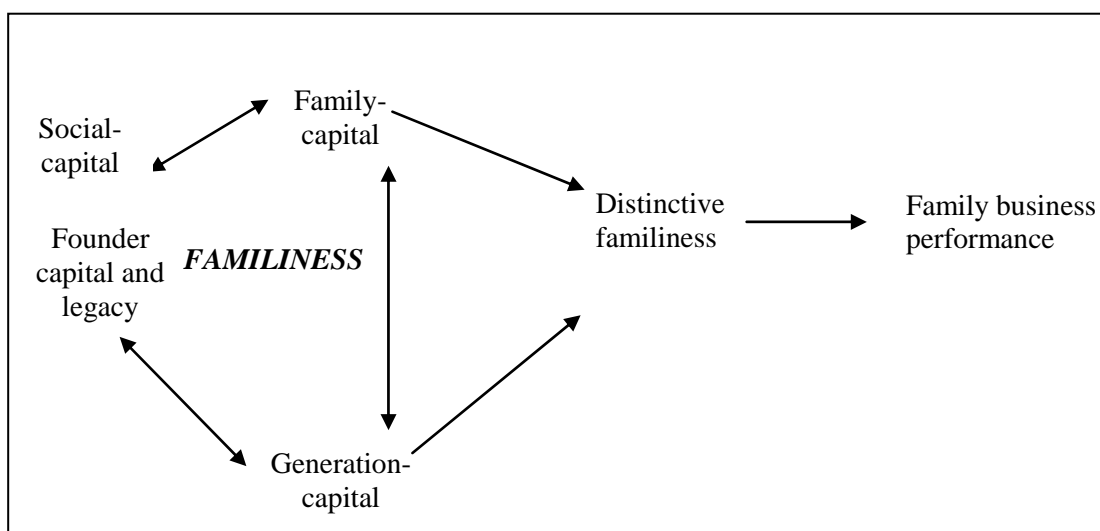 Family-
capital
Social-
capital
Distinctive
familiness
Family business
performance
Founder
capital and
legacy
FAMILINESS
Generation-
capital